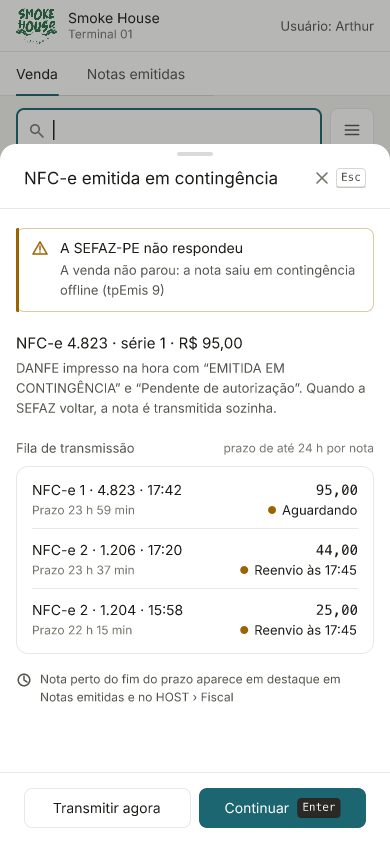 SMOKE
HOUSE
Smoke House
Terminal 01
Usuário: Arthur
Venda
Notas emitidas
NFC-e emitida em contingência
Esc
A SEFAZ-PE não respondeu
A venda não parou: a nota saiu em contingência
offline (tpEmis 9)
NFC-e 4.823 · série 1 · R$ 95,00
DANFE impresso na hora com “EMITIDA EM
CONTINGÊNCIA” e “Pendente de autorização”. Quando a
SEFAZ voltar, a nota é transmitida sozinha.
Fila de transmissão
prazo de até 24 h por nota
NFC-e 1 · 4.823 · 17:42
95,00
Prazo 23 h 59 min
Aguardando
NFC-e 2 · 1.206 · 17:20
44,00
Prazo 23 h 37 min
Reenvio às 17:45
NFC-e 2 · 1.204 · 15:58
25,00
Prazo 22 h 15 min
Reenvio às 17:45
Nota perto do fim do prazo aparece em destaque em
Notas emitidas e no HOST › Fiscal
Transmitir agora
Continuar
Enter